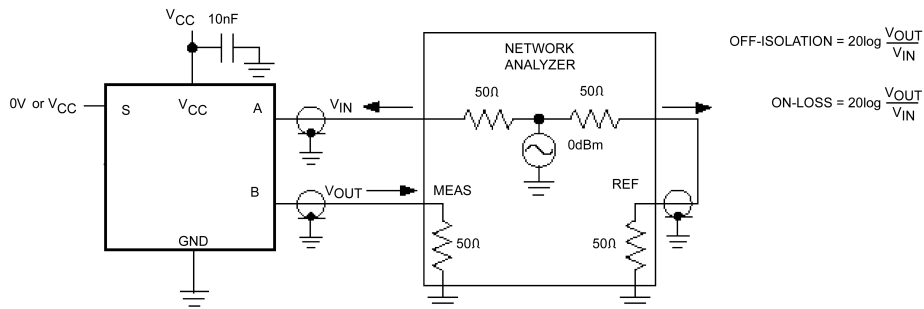 VCC
10nF
OFF-ISOLATION = 20log VOUT
VIN
NETWORK
ANALYZER
50Ω
50Ω
0V or VCC
S
VCC
A
VIN
ON-LOSS = 20log VOUT
VIN
0dBm
B
VOUT
MEAS
REF
GND
50Ω
50Ω